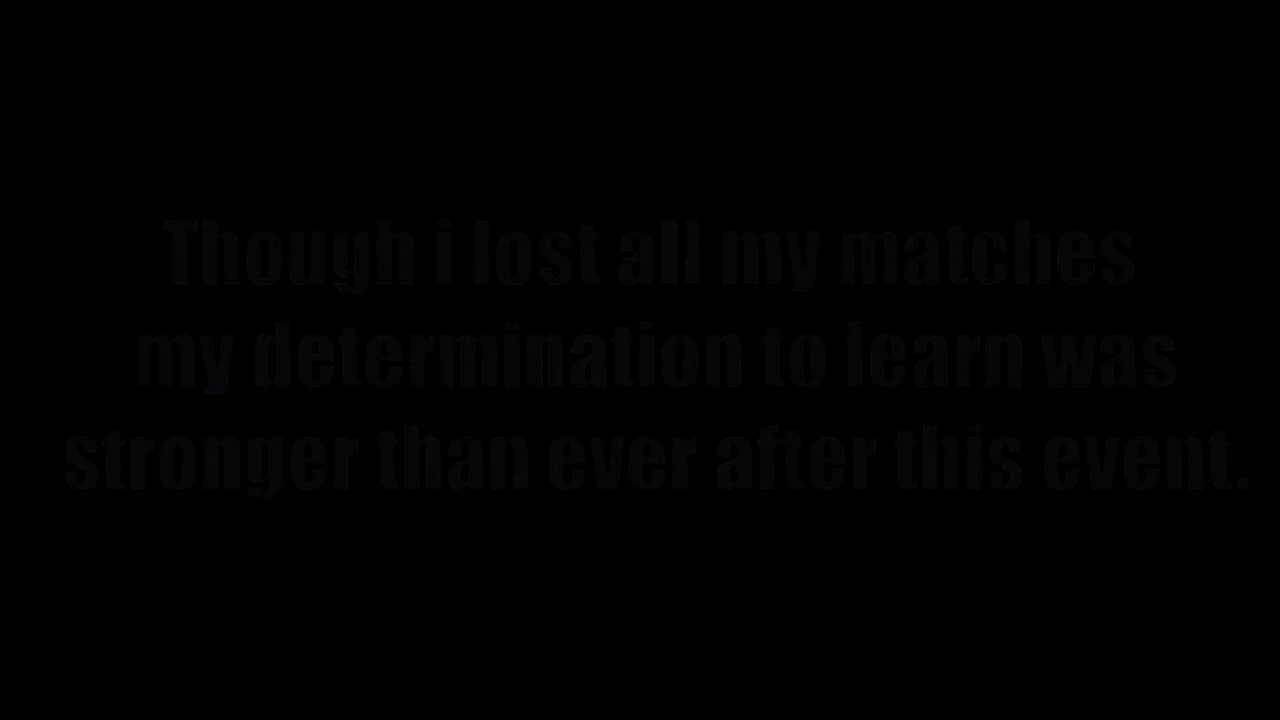 Though i lost all my matches
my determination to learn was
stronger than ever after this event.